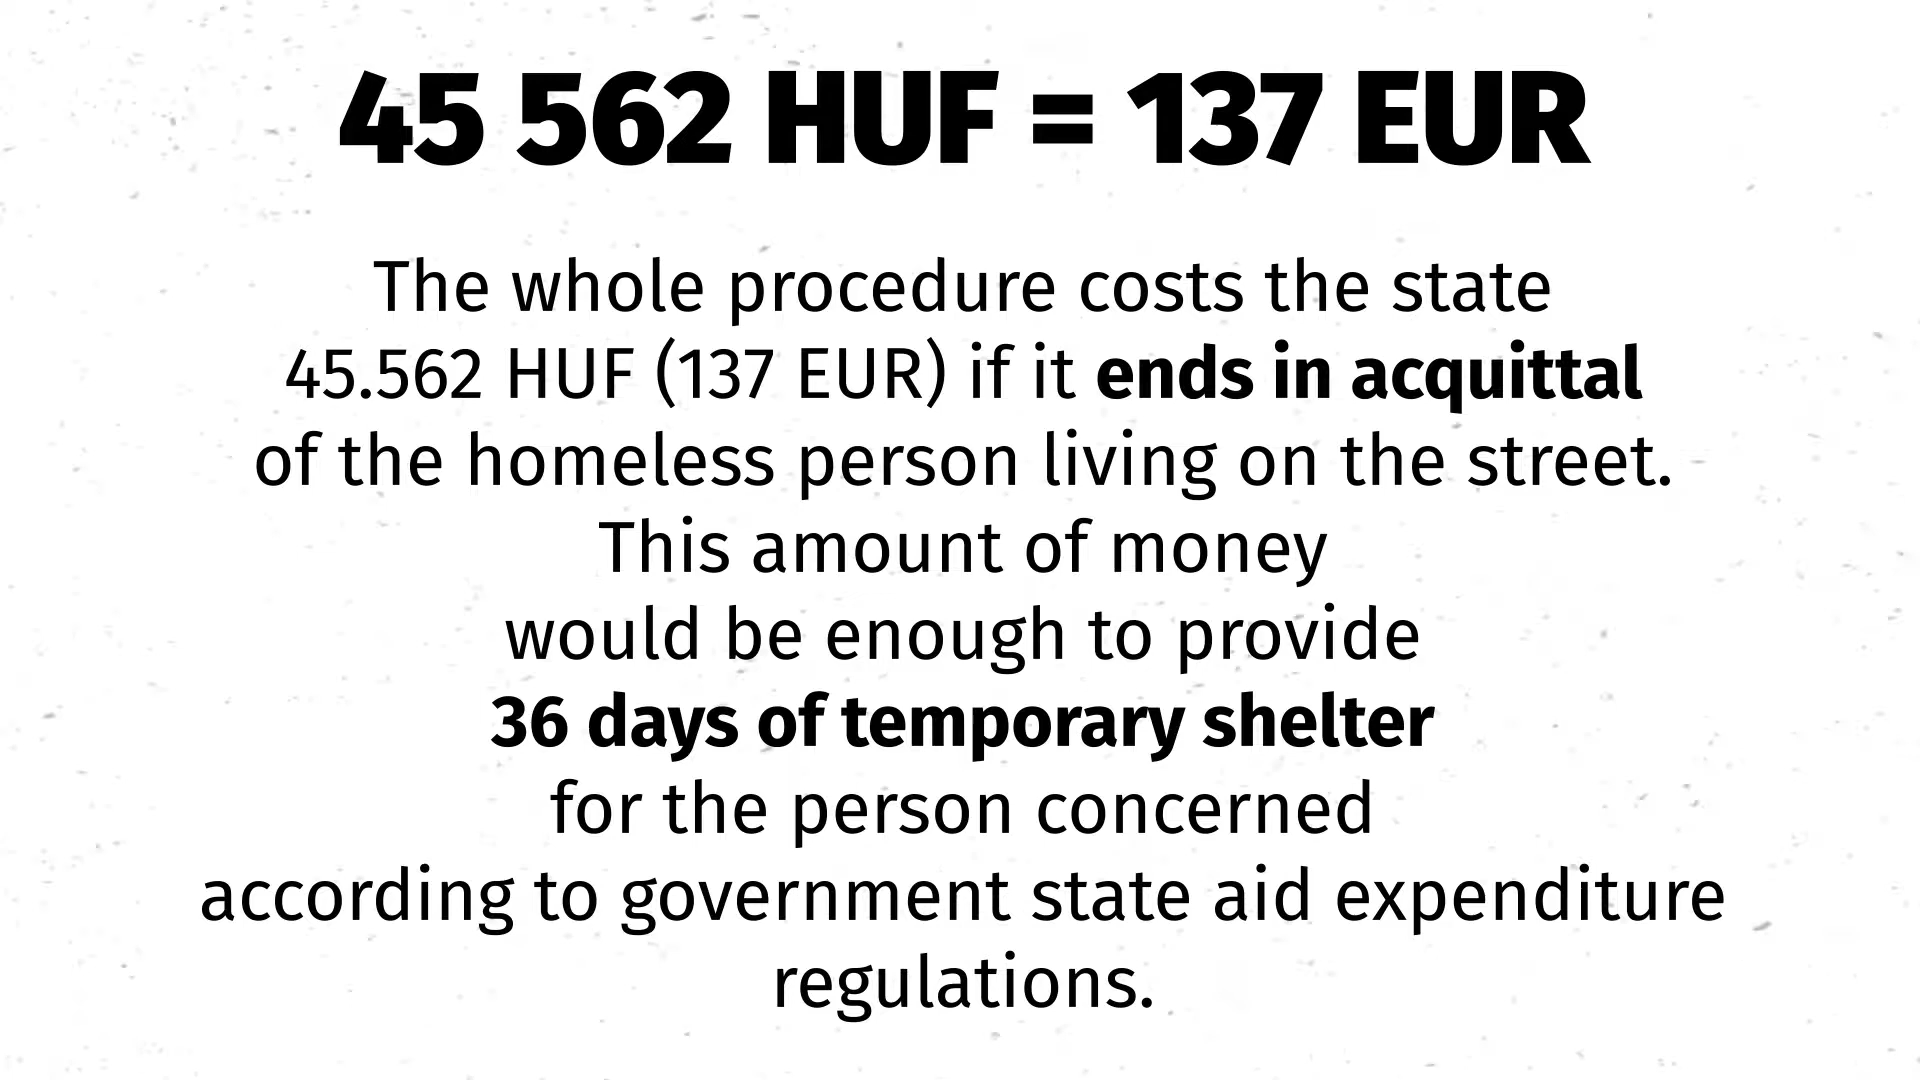 45 562 HUF = 137 EUR
The whole procedure costs the state
45.562 HUF (137 EUR) if it ends in acquittal
of the homeless person living on the street.
This amount of money
would be enough to provide
36 days of temporary shelter
for the person concerned
according to government state aid expenditure
regulations.